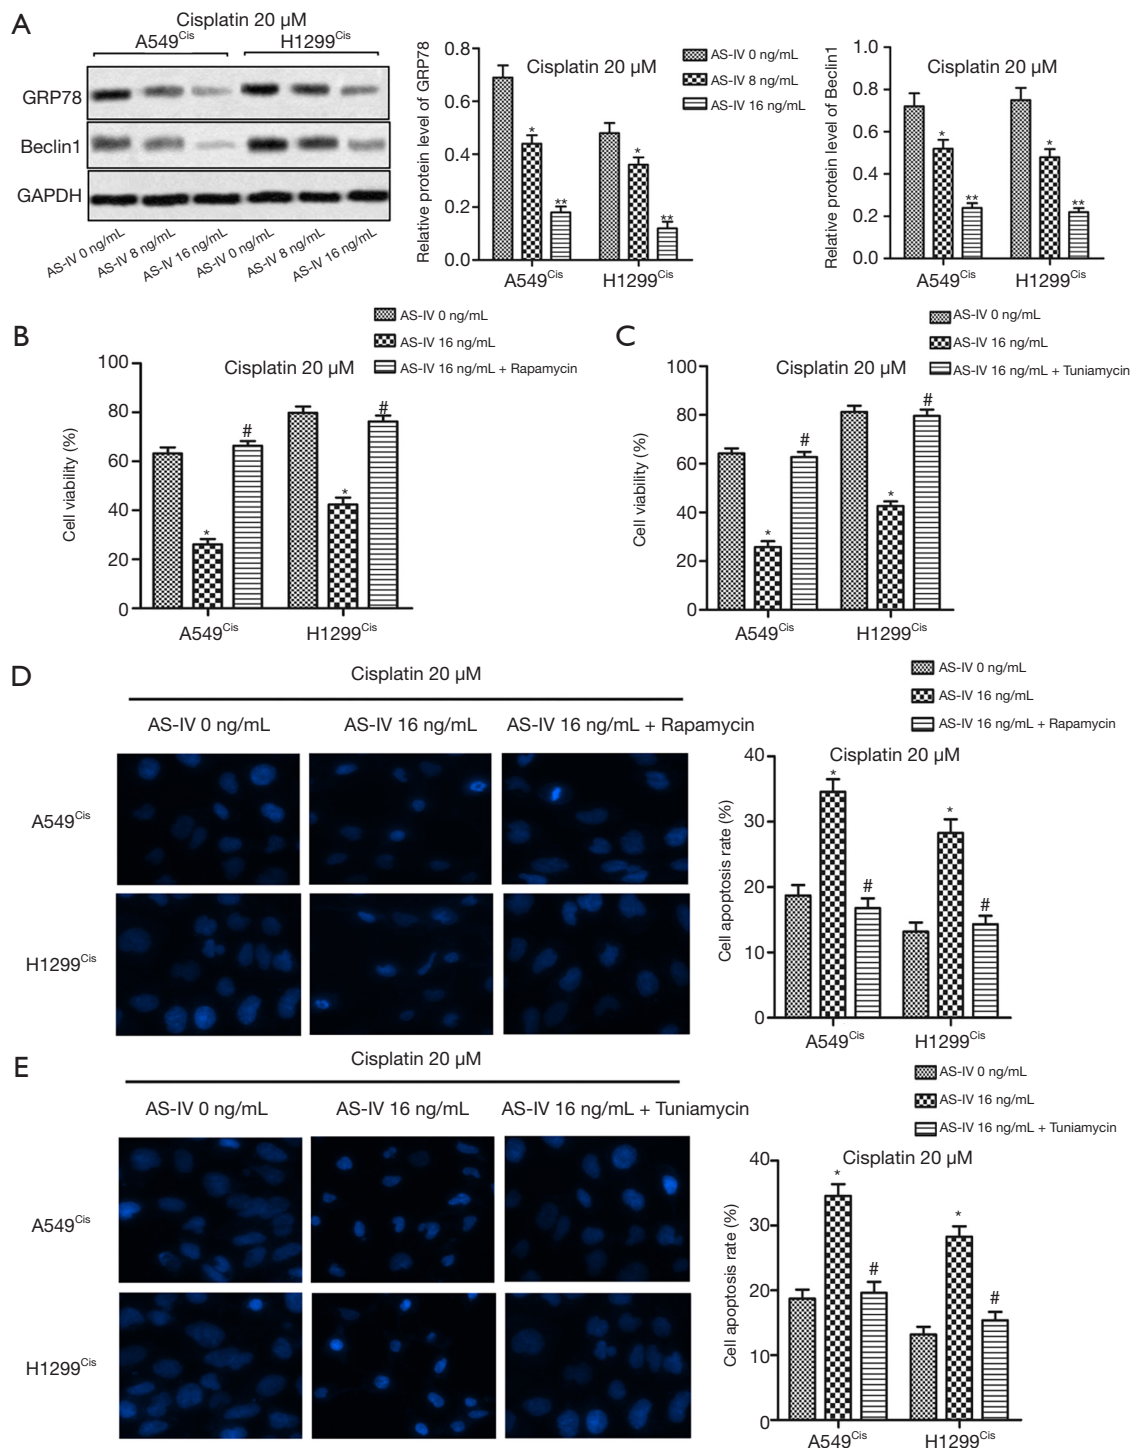 A
Cisplatin 20 µM
A549Cis
H1299Cis
GRP78
Beclin1
GAPDH
AS-IV 0 ng/mL
AS-IV 8 ng/mL
AS-IV 16 ng/mL
AS-IV 0 ng/mL
AS-IV 8 ng/mL
AS-IV 16 ng/mL
Relative protein level of GRP78
0.8
0.6
0.4
0.2
0.0
Cisplatin 20 µM
*
**
*
**
A549Cis
H1299Cis
AS-IV 0 ng/mL
AS-IV 8 ng/mL
AS-IV 16 ng/mL
Relative protein level of Beclin1
1.0
0.8
0.6
0.4
0.2
0.0
Cisplatin 20 µM
*
**
*
**
A549Cis
H1299Cis
B
AS-IV 0 ng/mL
AS-IV 16 ng/mL
AS-IV 16 ng/mL + Rapamycin
Cisplatin 20 µM
Cell viability (%)
100
80
60
40
20
0
*
#
*
#
A549Cis
H1299Cis
C
AS-IV 0 ng/mL
AS-IV 16 ng/mL
AS-IV 16 ng/mL + Tuniamycin
Cisplatin 20 µM
Cell viability (%)
100
80
60
40
20
0
*
#
*
#
A549Cis
H1299Cis
D
Cisplatin 20 µM
AS-IV 0 ng/mL
AS-IV 16 ng/mL
AS-IV 16 ng/mL + Rapamycin
A549Cis
H1299Cis
AS-IV 0 ng/mL
AS-IV 16 ng/mL
AS-IV 16 ng/mL + Rapamycin
Cisplatin 20 µM
Cell apoptosis rate (%)
40
30
20
10
0
*
#
*
#
A549Cis
H1299Cis
E
Cisplatin 20 µM
AS-IV 0 ng/mL
AS-IV 16 ng/mL
AS-IV 16 ng/mL + Tuniamycin
A549Cis
H1299Cis
AS-IV 0 ng/mL
AS-IV 16 ng/mL
AS-IV 16 ng/mL + Tuniamycin
Cisplatin 20 µM
Cell apoptosis rate (%)
40
30
20
10
0
*
#
*
#
A549Cis
H1299Cis